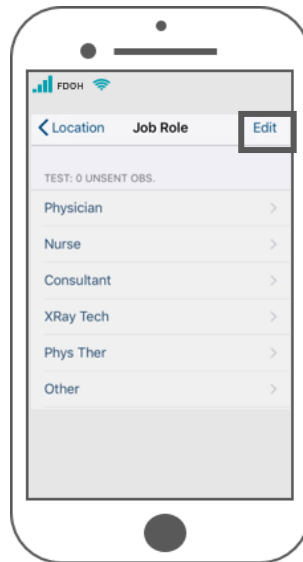 FDOH
Location Job Role Edit
TEST: 0 UNSENT OBS.
Physician
Nurse
Consultant
XRay Tech
Phys Ther
Other